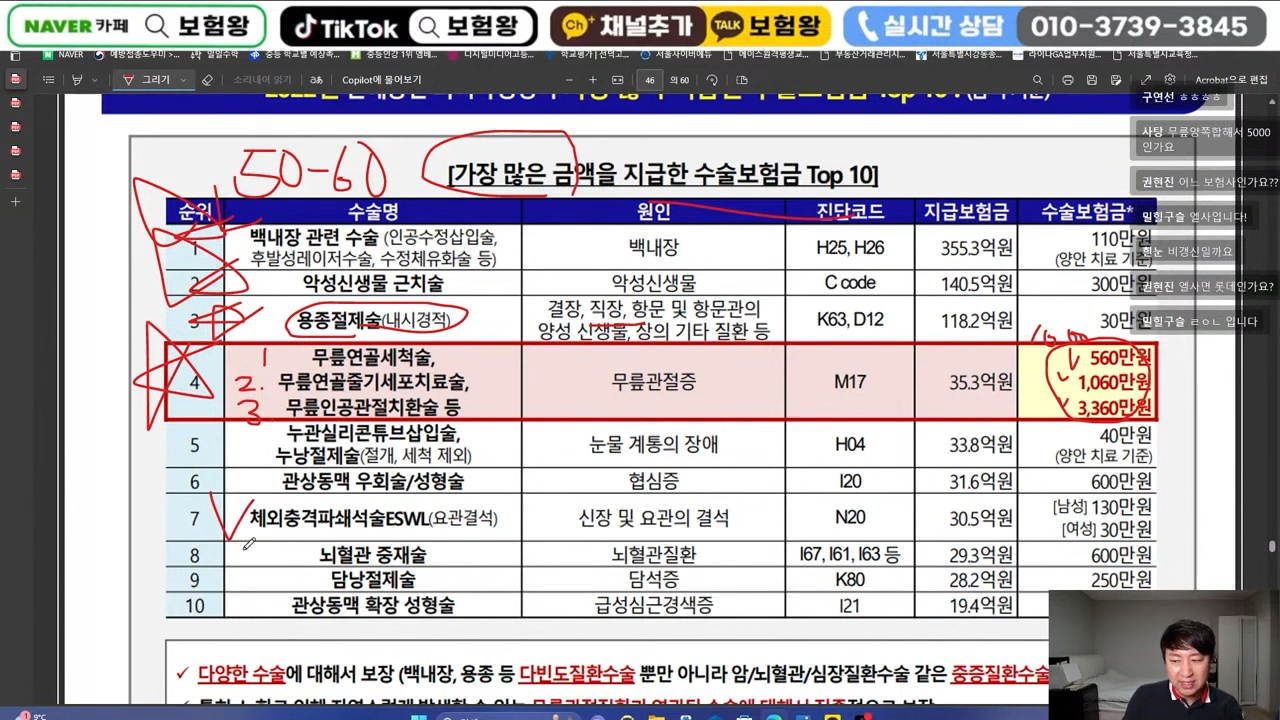 NAVER 카페 보험왕 TikTok 보험왕 Ch+ 채널추가 TALK 보험왕 실시간 상담 010-3739-3845
NAVER
그리기 소리내어 읽기 Copilot에 물어보기 46 의 60 Acrobat으로 편집
구연선 ㅎㅎㅎㅎ
사탕 무릎양쪽합해서 5000
인가요
권현진 어느 보험사인가요??
밀힘구슬 엘사입니다!
흰눈 비갱신일까요
권현진 엘사면 롯데인가요?
밀힘구슬 ㄹㅇㄴ 입니다
50-60
[가장 많은 금액을 지급한 수술보험금 Top 10]
순위 수술명 원인 진단코드 지급보험금 수술보험금*
1 백내장 관련 수술 (인공수정삽입술, 후발성레이저수술, 수정체유화술 등) 백내장 H25, H26 355.3억원 110만원 (양안 치료 기준)
2 악성신생물 근치술 악성신생물 C code 140.5억원 300만원
3 용종절제술(내시경적) 결장, 직장, 항문 및 항문관의 양성 신생물, 장의 기타 질환 등 K63, D12 118.2억원 30만원
4 1 무릎연골세척술, 2. 무릎연골줄기세포치료술, 3 무릎인공관절치환술 등 무릎관절증 M17 35.3억원 560만원 1,060만원 3,360만원
5 누관실리콘튜브삽입술, 누낭절제술(절개, 세척 제외) 눈물 계통의 장애 H04 33.8억원 40만원 (양안 치료 기준)
6 관상동맥 우회술/성형술 협심증 I20 31.6억원 600만원
7 체외충격파쇄석술ESWL(요관결석) 신장 및 요관의 결석 N20 30.5억원 [남성] 130만원 [여성] 30만원
8 뇌혈관 중재술 뇌혈관질환 I67, I61, I63 등 29.3억원 600만원
9 담낭절제술 담석증 K80 28.2억원 250만원
10 관상동맥 확장 성형술 급성심근경색증 I21 19.4억원
✓ 다양한 수술에 대해서 보장 (백내장, 용종 등 다빈도질환수술 뿐만 아니라 암/뇌혈관/심장질환수술 같은 중증질환수술
9°C